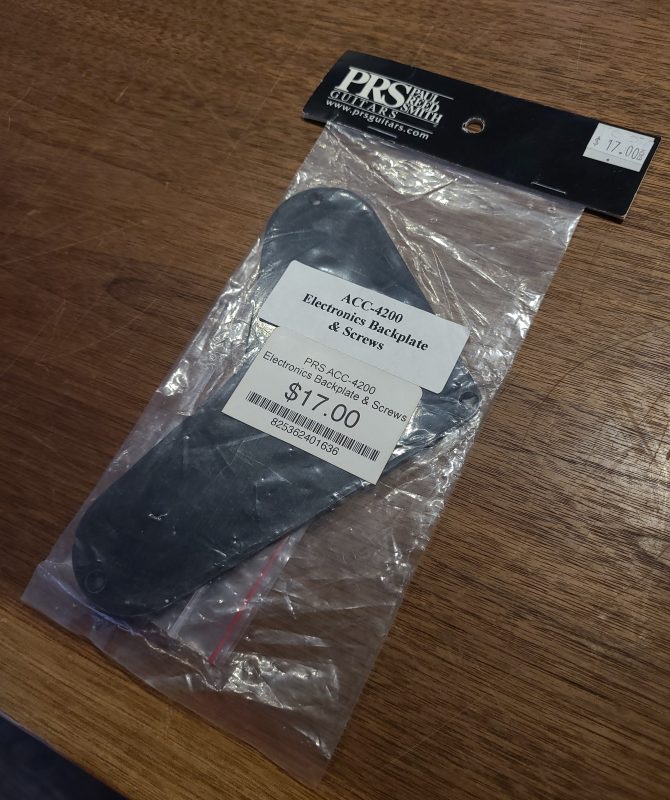 PRS PAUL
REED
SMITH
GUITARS
www.prsguitars.com
$ 17.00
ACC-4200
Electronics Backplate
& Screws
PRS ACC-4200
Electronics Backplate & Screws
$17.00
825362401636